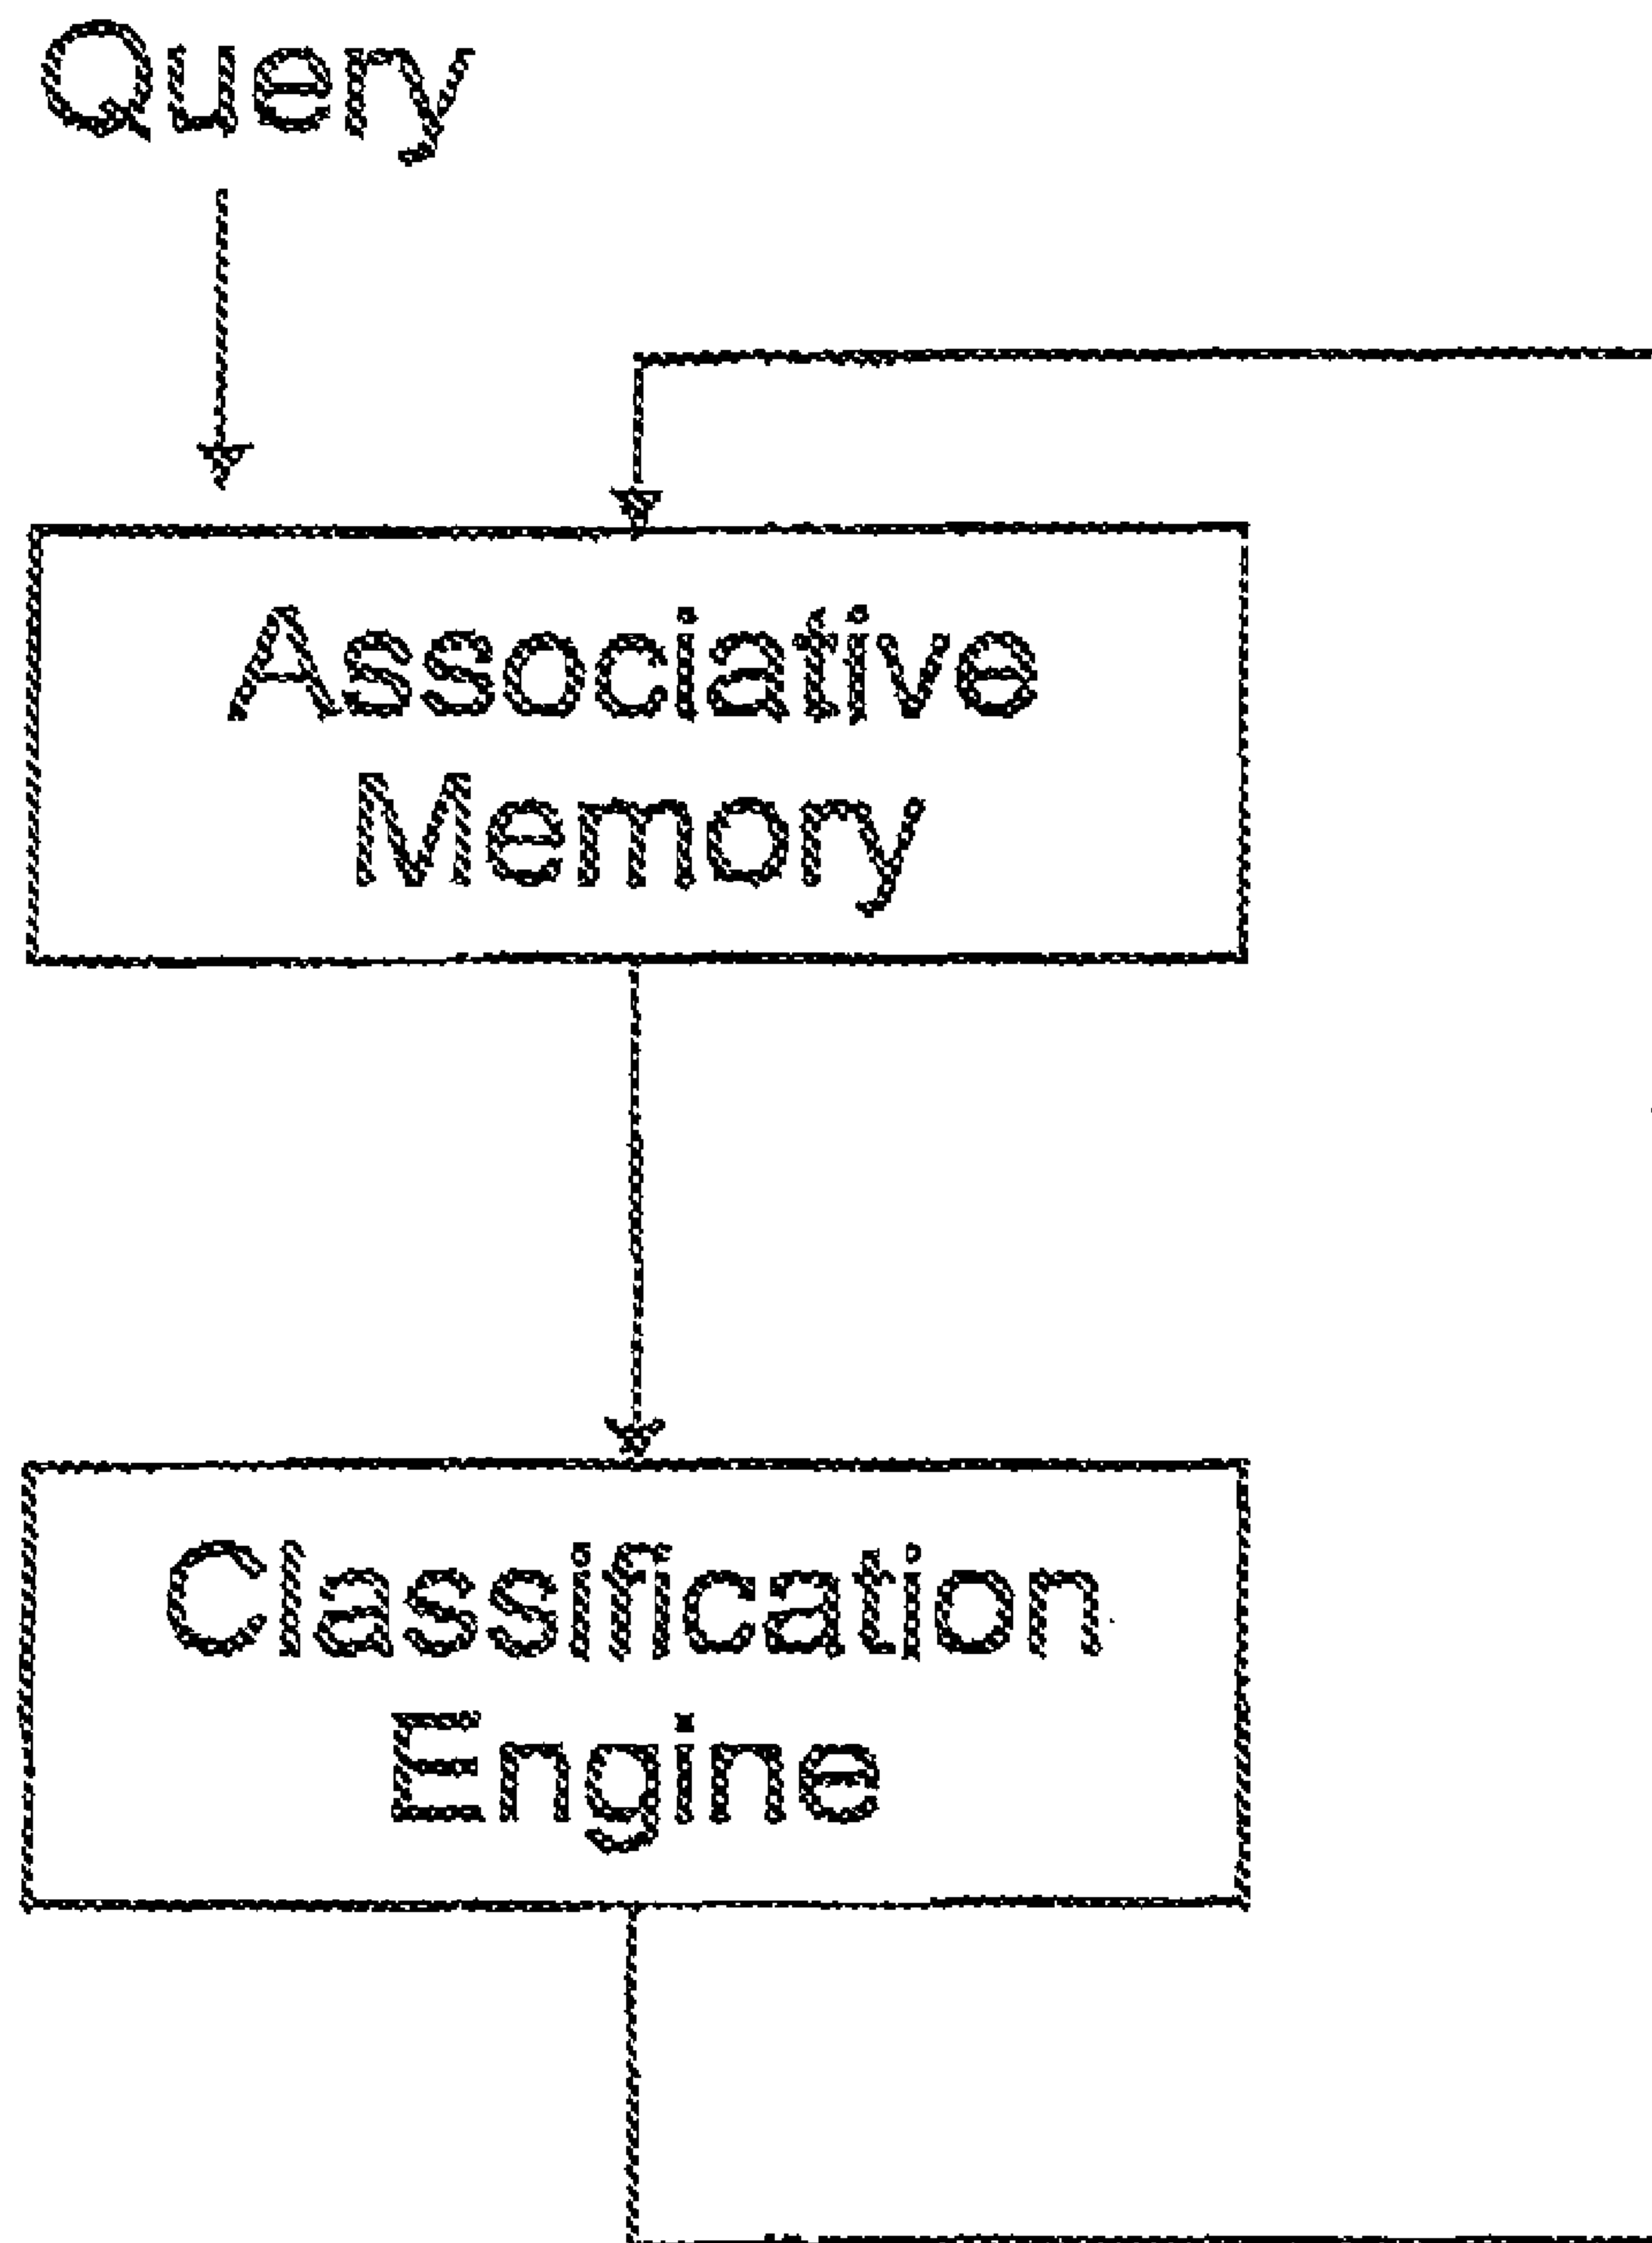 Query
Associative
Memory
Classification
Engine